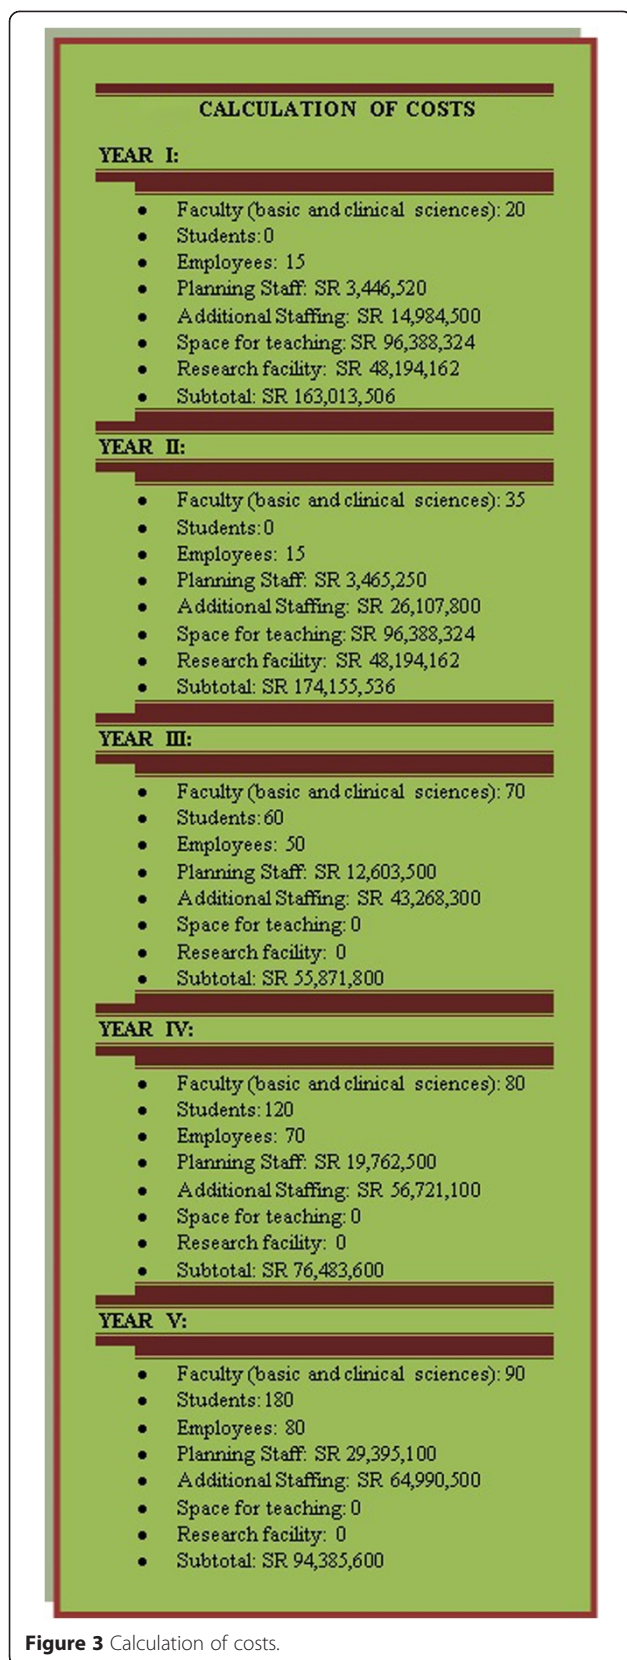 CALCULATION OF COSTS
YEAR I:
• Faculty (basic and clinical sciences): 20
• Students: 0
• Employees: 15
• Planning Staff: SR 3,446,520
• Additional Staffing: SR 14,984,500
• Space for teaching: SR 96,388,324
• Research facility: SR 48,194,162
• Subtotal: SR 163,013,506
YEAR II:
• Faculty (basic and clinical sciences): 35
• Students: 0
• Employees: 15
• Planning Staff: SR 3,465,250
• Additional Staffing: SR 26,107,800
• Space for teaching: SR 96,388,324
• Research facility: SR 48,194,162
• Subtotal: SR 174,155,536
YEAR III:
• Faculty (basic and clinical sciences): 70
• Students: 60
• Employees: 50
• Planning Staff: SR 12,603,500
• Additional Staffing: SR 43,268,300
• Space for teaching: 0
• Research facility: 0
• Subtotal: SR 55,871,800
YEAR IV:
• Faculty (basic and clinical sciences): 80
• Students: 120
• Employees: 70
• Planning Staff: SR 19,762,500
• Additional Staffing: SR 56,721,100
• Space for teaching: 0
• Research facility: 0
• Subtotal: SR 76,483,600
YEAR V:
• Faculty (basic and clinical sciences): 90
• Students: 180
• Employees: 80
• Planning Staff: SR 29,395,100
• Additional Staffing: SR 64,990,500
• Space for teaching: 0
• Research facility: 0
• Subtotal: SR 94,385,600
Figure 3 Calculation of costs.